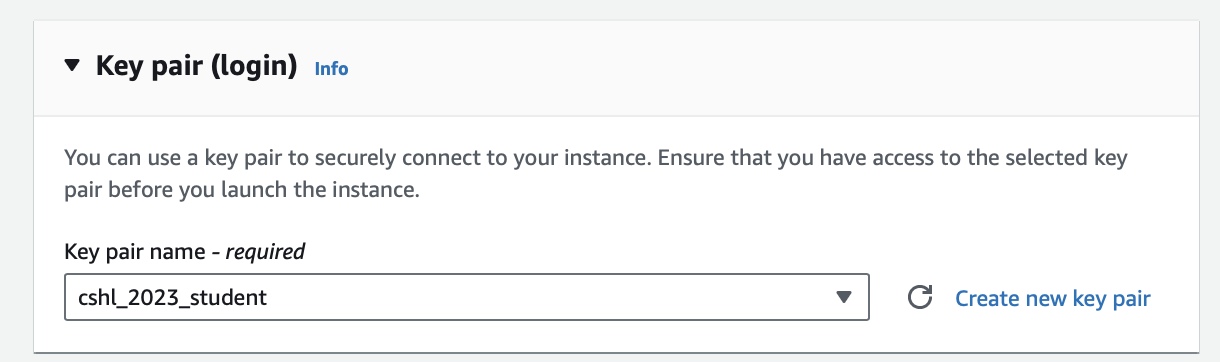 Key pair (login) Info
You can use a key pair to securely connect to your instance. Ensure that you have access to the selected key
pair before you launch the instance.
Key pair name - required
cshl_2023_student
Create new key pair